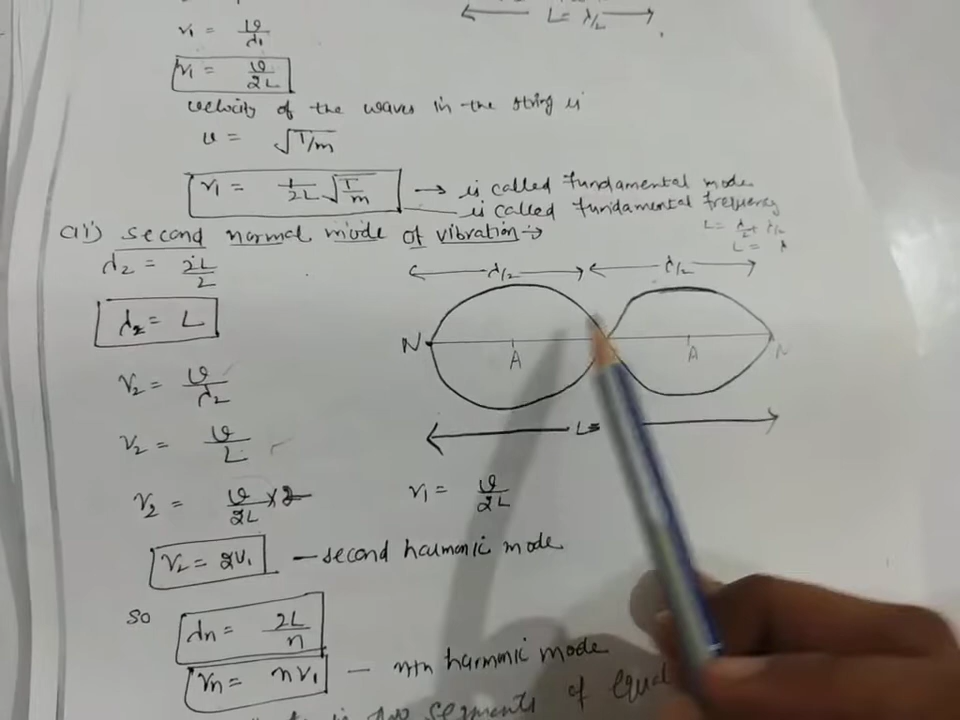 L = λ/2
ν₁ = v/λ₁
ν₁ = v/2L
velocity of the waves in the string is
v = √T/m
ν₁ = 1/2L √T/m → is called fundamental mode
is called fundamental frequency
(ii) second normal mode of vibration →
L = λ/2 + λ/2
L = λ
λ₂ = 2L/2
λ/2 λ/2
λ₂ = L
N A A N
ν₂ = v/λ₂
L =
ν₂ = v/L
ν₂ = v/2L × 2 ν₁ = v/2L
ν₂ = 2ν₁ — second harmonic mode
so
λn = 2L/n
νn = nν₁ — nth harmonic mode
segments of equal